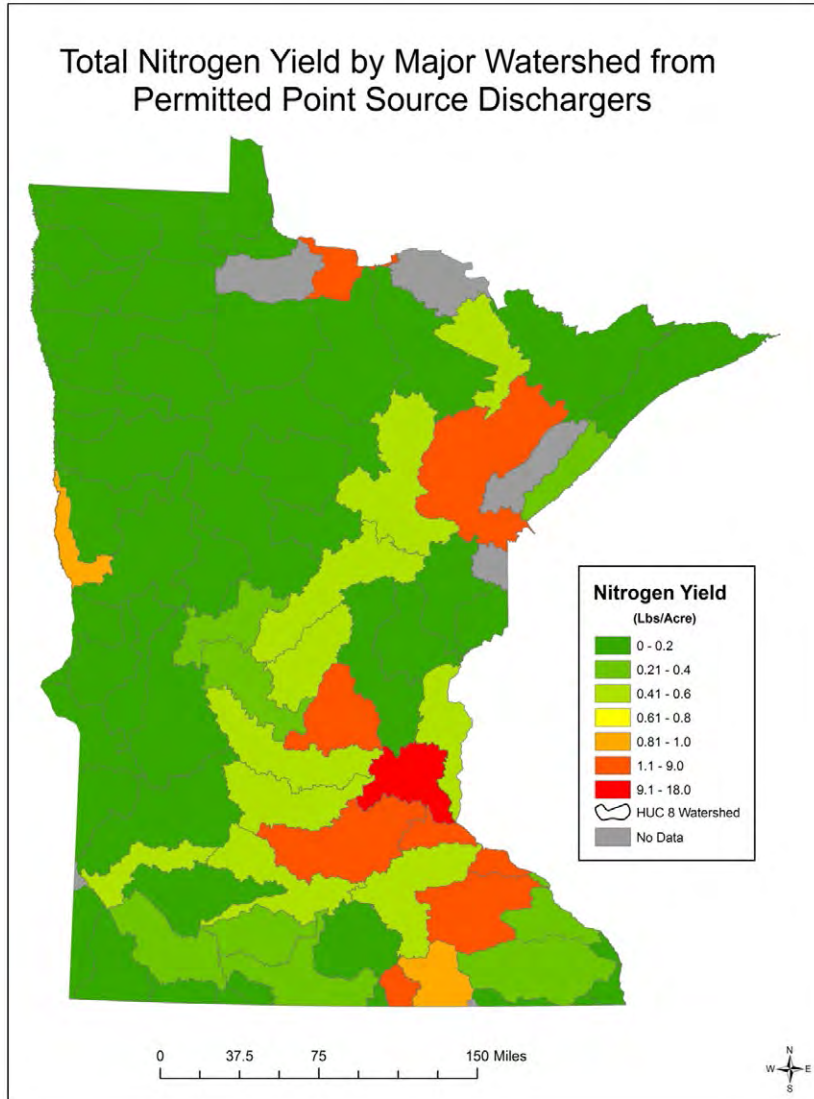 Total Nitrogen Yield by Major Watershed from
Permitted Point Source Dischargers
Nitrogen Yield
(Lbs/Acre)
0 - 0.2
0.21 - 0.4
0.41 - 0.6
0.61 - 0.8
0.81 - 1.0
1.1 - 9.0
9.1 - 18.0
HUC 8 Watershed
No Data
0 37.5 75 150 Miles
N
W E
S